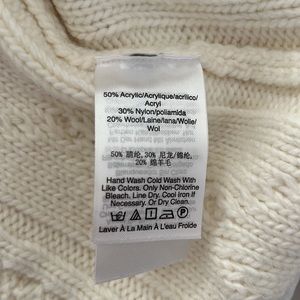 50% Acrylic/Acrylique/acrilico/
Acryl
30% Nylon/poliamida
20% Wool/Laine/lana/Wolle/
Wol
50% 腈纶, 30% 尼龙/锦纶,
20% 绵羊毛
Hand Wash Cold Wash With
Like Colors. Only Non-Chlorine
Bleach. Line Dry. Cool Iron If
Necessary. Or Dry Clean.
Laver À La Main À L'eau Froide